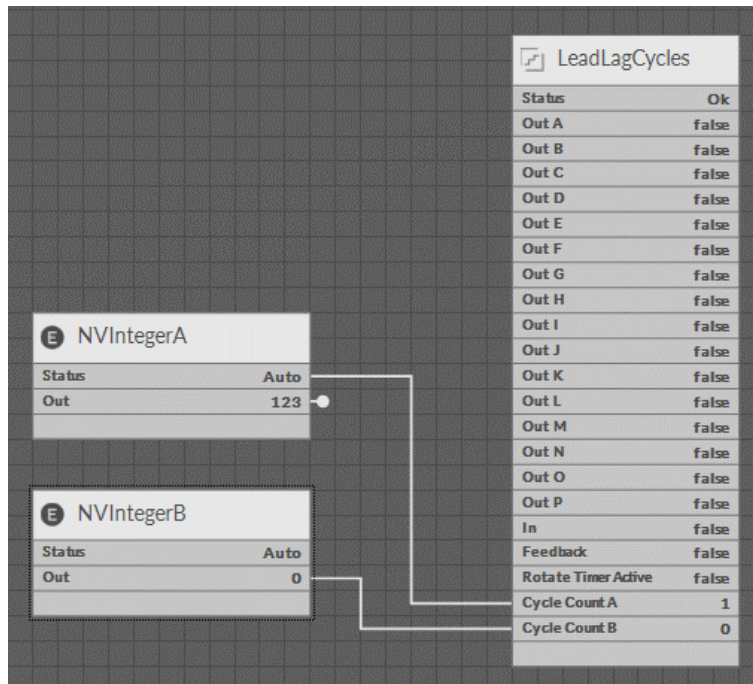 LeadLagCycles
Status Ok
Out A false
Out B false
Out C false
Out D false
Out E false
Out F false
Out G false
Out H false
Out I false
Out J false
Out K false
Out L false
Out M false
Out N false
Out O false
Out P false
In false
Feedback false
Rotate Timer Active false
Cycle Count A 1
Cycle Count B 0
E NVIntegerA
Status Auto
Out 123
E NVIntegerB
Status Auto
Out 0